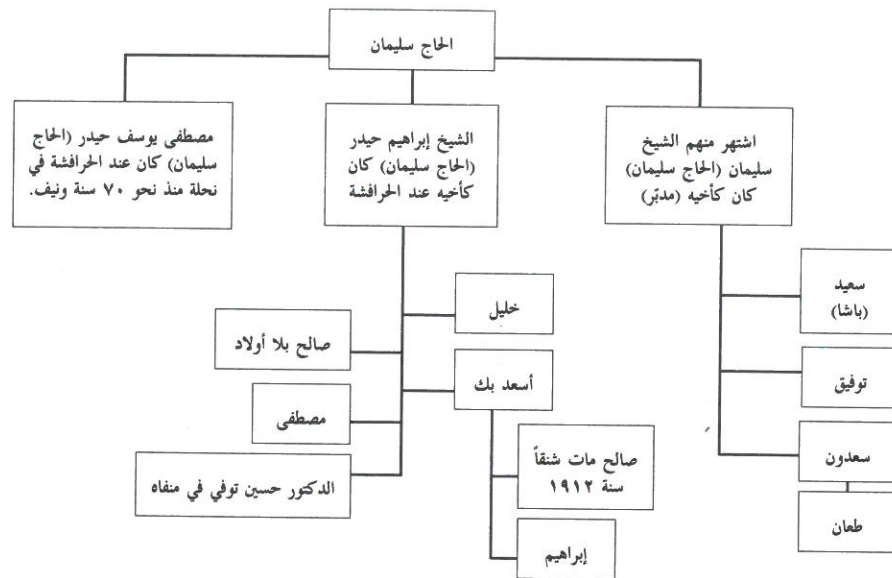 الحاج سليمان
اشتهر منهم الشيخ
سليمان (الحاج سليمان)
كان كأخيه (مدبّر)
الشيخ إبراهيم حيدر
(الحاج سليمان) كان
كأخيه عند الحرافشة
مصطفى يوسف حيدر (الحاج
سليمان) كان عند الحرافشة في
نحلة منذ نحو ٧٠ سنة ونيف.
سعيد
(باشا)
توفيق
سعدون
طعان
خليل
أسعد بك
صالح مات شنقاً
سنة ١٩١٢
إبراهيم
صالح بلا أولاد
مصطفى
الدكتور حسين توفي في منفاه